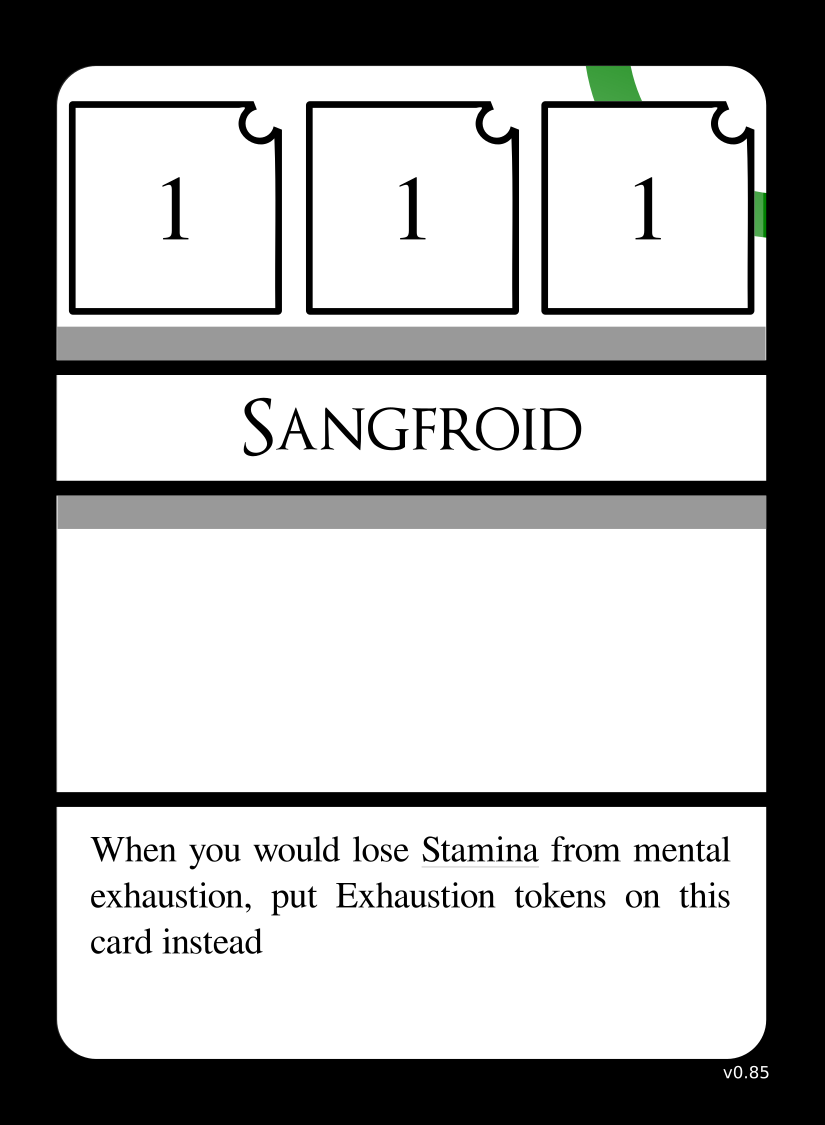 1 1 1
SANGFROID
When you would lose Stamina from mental
exhaustion, put Exhaustion tokens on this
card instead
v0.85